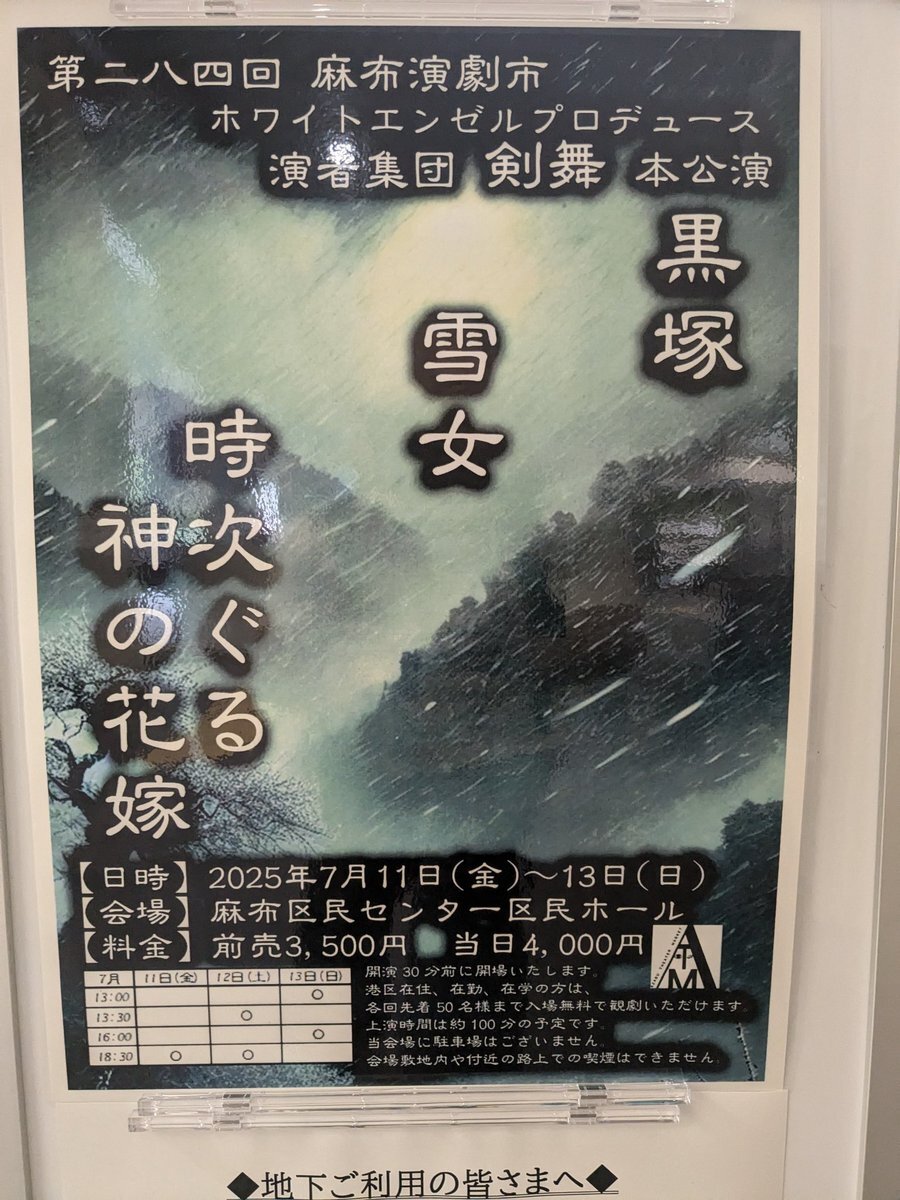 第二八四回 麻布演劇市
ホワイトエンゼルプロデュース
演者集団 剣舞 本公演
黒塚
雪女
時次ぐる
神の花嫁
【日時】 2025年7月11日(金)～13日(日)
【会場】 麻布区民センター区民ホール
【料金】 前売3,500円 当日4,000円
7月 11日(金) 12日(土) 13日(日)
13:00 ○
13:30 ○
16:00 ○
18:30 ○ ○
開演30分前に開場いたします。
港区在住、在勤、在学の方は、
各回先着50名様まで入場無料で観劇いただけます。
上演時間は約100分の予定です。
当会場に駐車場はございません。
会場敷地内や付近の路上での喫煙はできません。
◆地下ご利用の皆さまへ◆